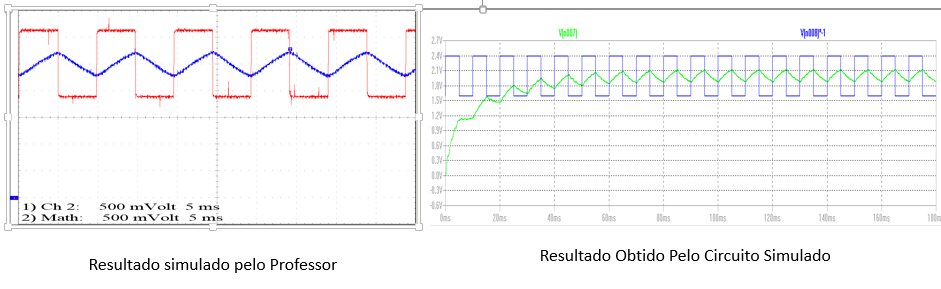 1) Ch 2: 500 mVolt 5 ms
2) Math: 500 mVolt 5 ms
Resultado simulado pelo Professor
V(n007) V(n008)*-1
2.7V
2.4V
2.1V
1.8V
1.5V
1.2V
0.9V
0.6V
0.3V
0.0V
-0.3V
-0.6V
0ms 20ms 40ms 60ms 80ms 100ms 120ms 140ms 160ms 180ms
Resultado Obtido Pelo Circuito Simulado